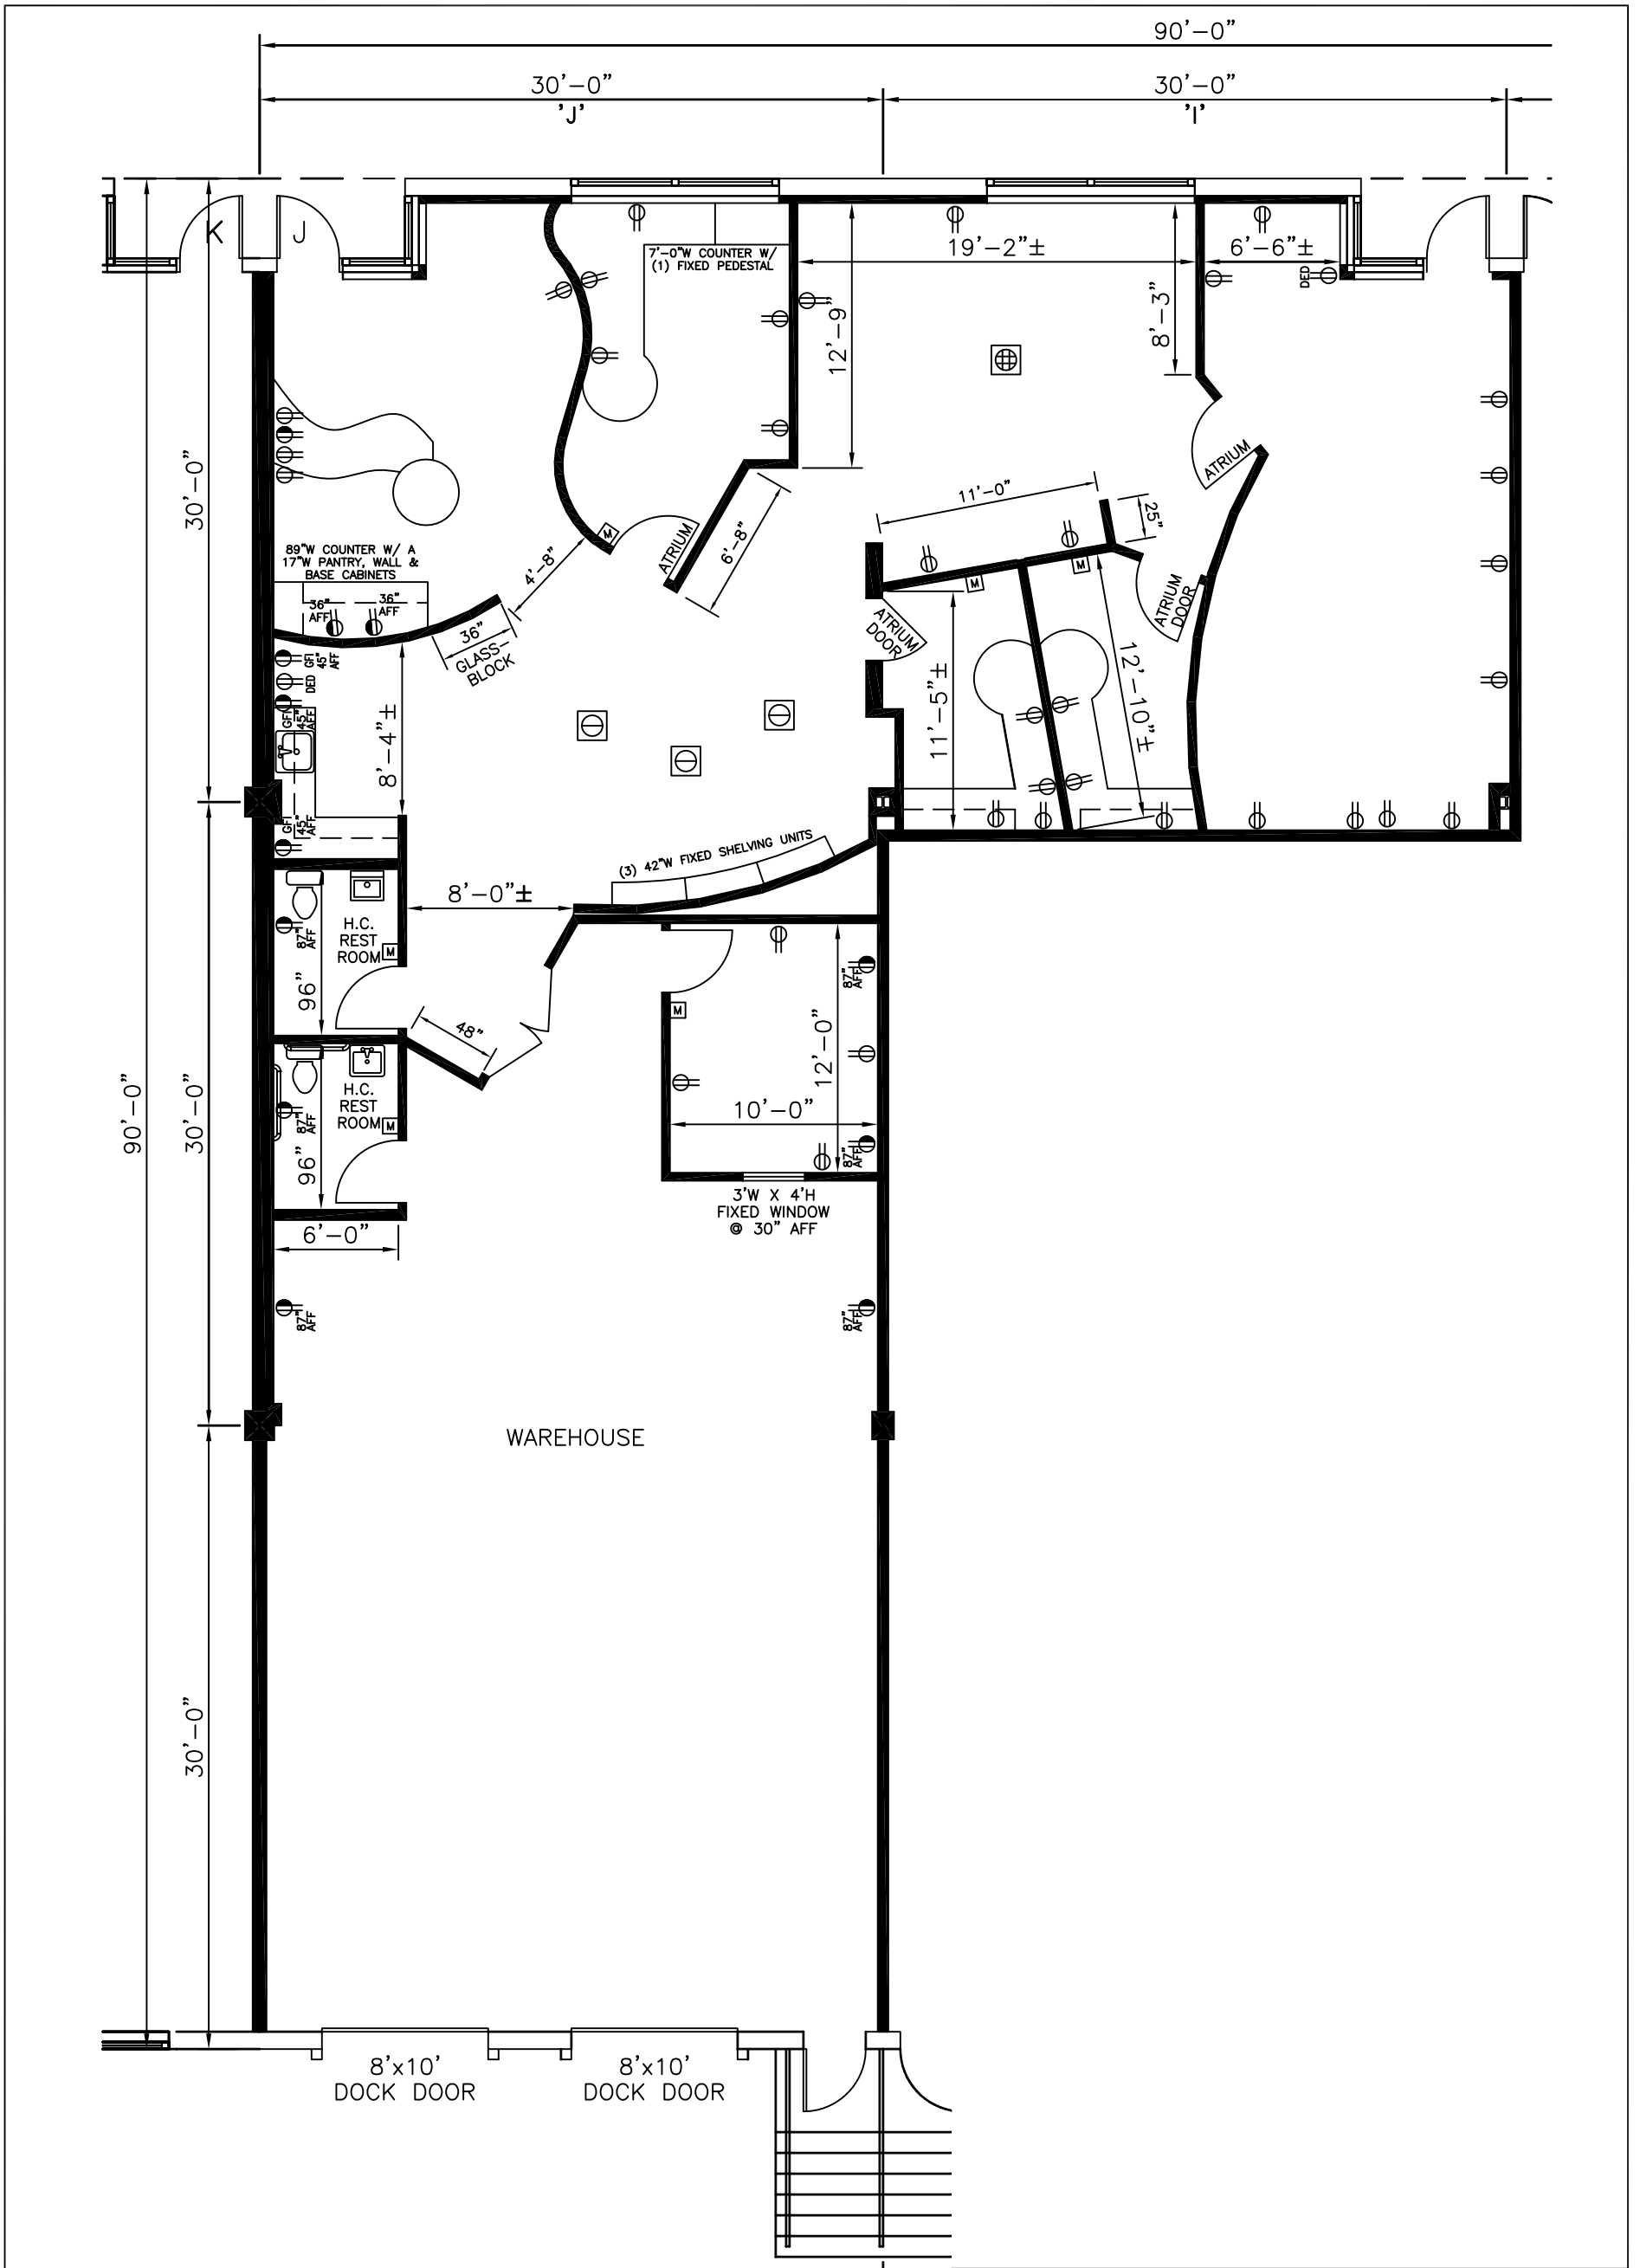 90'-0"
30'-0"
30'-0"
'J'
'I'
K
J
7'-0"W COUNTER W/
(1) FIXED PEDESTAL
19'-2"±
6'-6"±
DED
12'-9"
8'-3"
30'-0"
ATRIUM
11'-0"
25"
ATRIUM
6'-8"
M
4'-8"
89"W COUNTER W/ A
17"W PANTRY, WALL &
BASE CABINETS
36"
AFF
36"
AFF
36"
GLASS-
BLOCK
M
M
ATRIUM
DOOR
ATRIUM
DOOR
GFI
45"
AFF
DED
GFI
45"
AFF
8'-4"±
11'-5"±
12'-10"±
GFI
45"
AFF
(3) 42"W FIXED SHELVING UNITS
8'-0"±
H.C.
REST
ROOM
M
87"
AFF
96"
48"
87"
AFF
M
12'-0"
10'-0"
87"
AFF
90'-0"
30'-0"
H.C.
REST
ROOM
M
87"
AFF
96"
6'-0"
3'W X 4'H
FIXED WINDOW
@ 30" AFF
87"
AFF
87"
AFF
WAREHOUSE
30'-0"
8'x10'
DOCK DOOR
8'x10'
DOCK DOOR